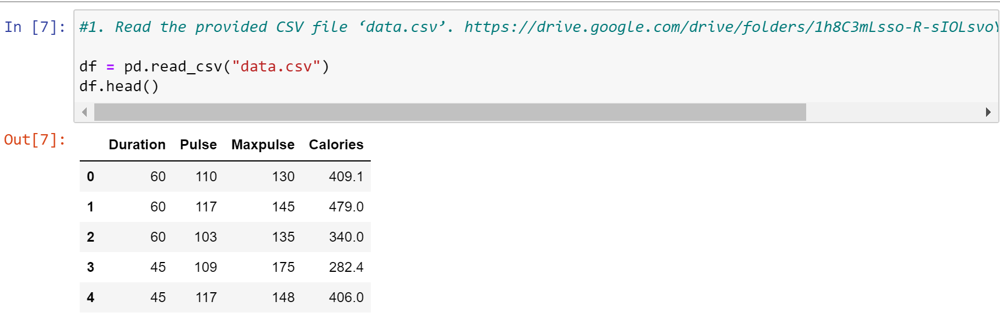 In [7]: #1. Read the provided CSV file ‘data.csv’. https://drive.google.com/drive/folders/1h8C3mLsso-R-sIOLsvoY
df = pd.read_csv("data.csv")
df.head()
Out[7]:
Duration Pulse Maxpulse Calories
0 60 110 130 409.1
1 60 117 145 479.0
2 60 103 135 340.0
3 45 109 175 282.4
4 45 117 148 406.0